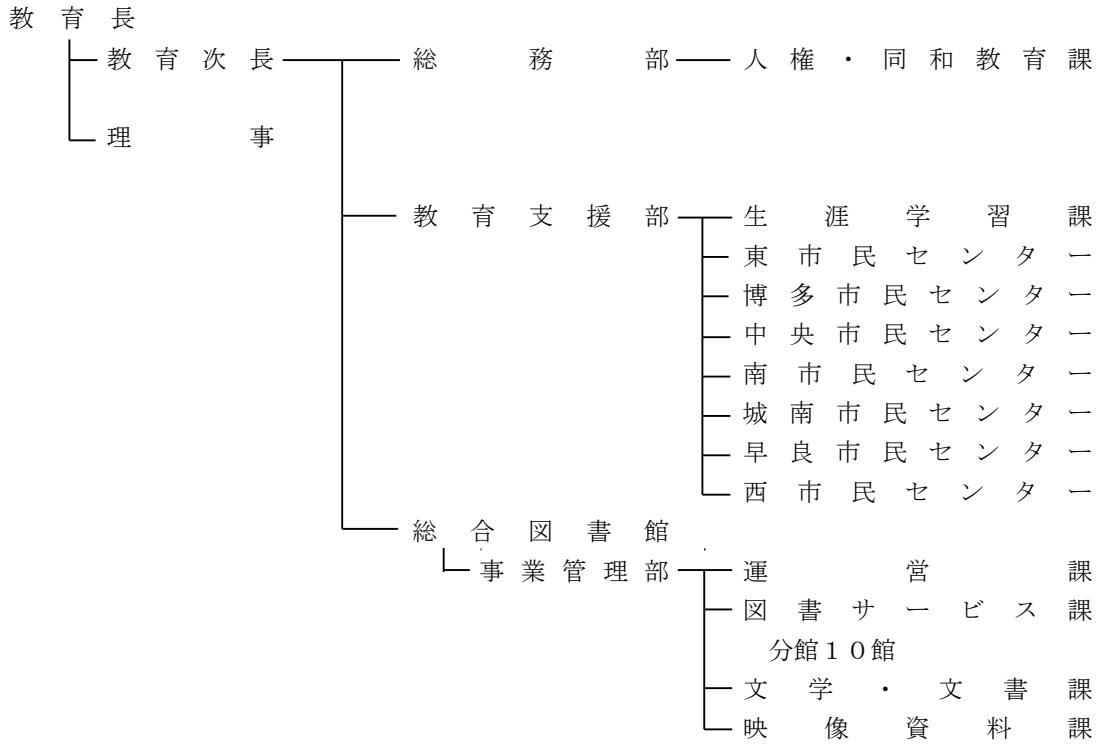 教育長
教育次長 総務部 人権・同和教育課
理事
教育支援部 生涯学習課
東市民センター
博多市民センター
中央市民センター
南市民センター
城南市民センター
早良市民センター
西市民センター
総合図書館
事業管理部 運営課
図書サービス課
分館１０館
文学・文書課
映像資料課